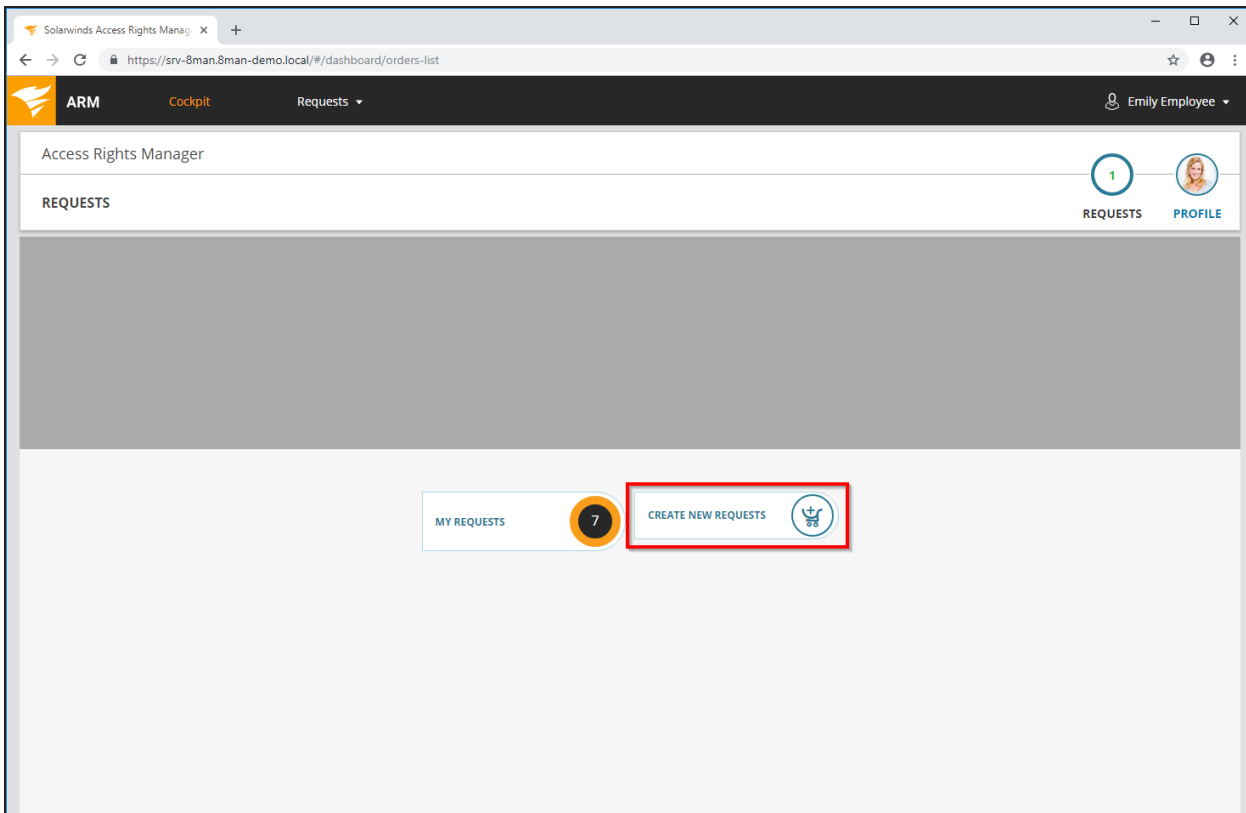 Solarwinds Access Rights Manag
https://srv-8man.8man-demo.local/#/dashboard/orders-list
ARM Cockpit Requests Emily Employee
Access Rights Manager
1
REQUESTS
REQUESTS PROFILE
MY REQUESTS 7 CREATE NEW REQUESTS